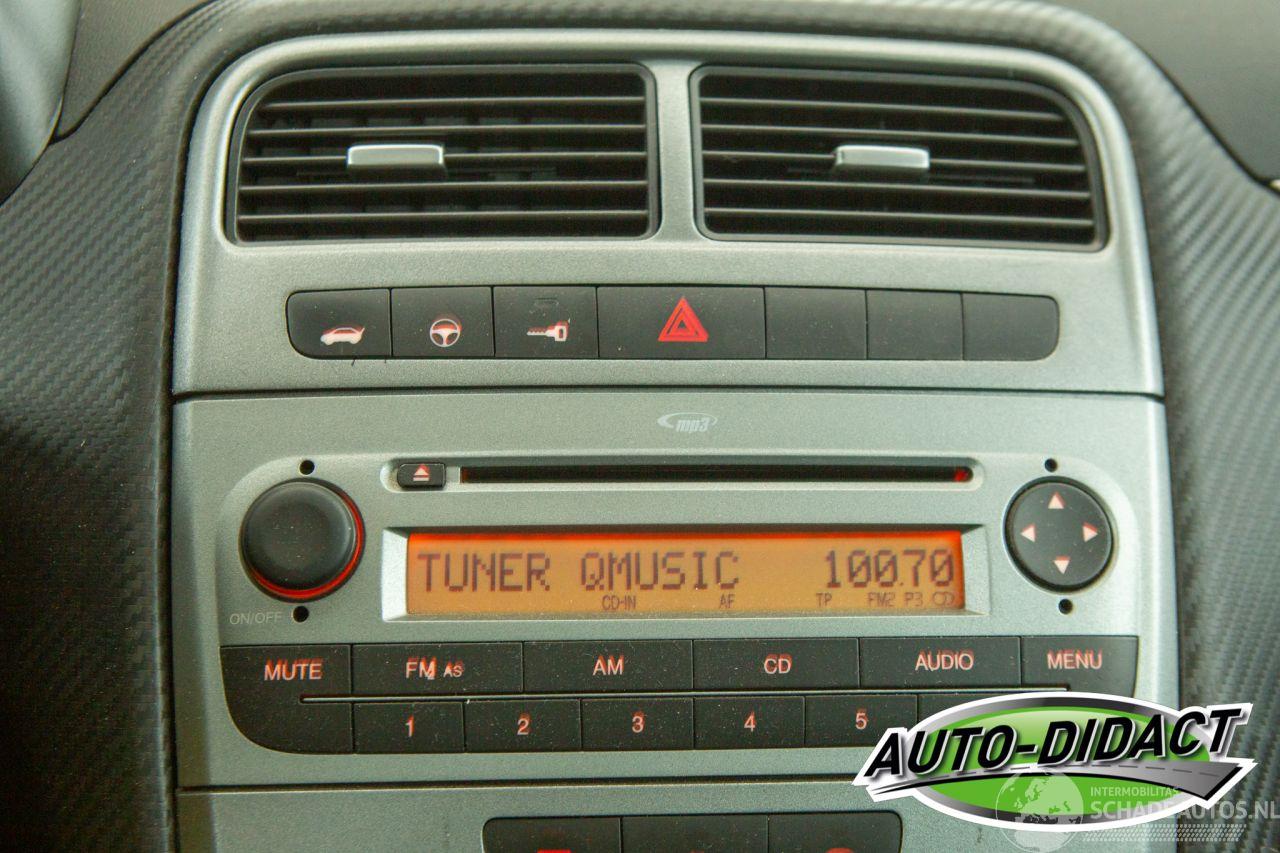 mp3
TUNER QMUSIC 100.70
CD-IN AF TP FM2 P3 CD
ON/OFF
MUTE FM AS AM CD AUDIO MENU
1 2 3 4 5
AUTO-DIDACT
INTERMOBILITAS
SCHADEAUTOS.NL